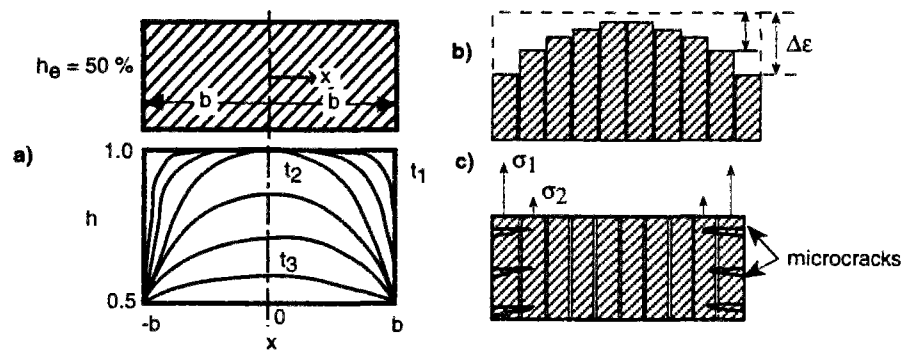 h_e = 50 %
x
b
b
a)
1.0
h
0.5
t_1
t_2
t_3
-b
0
b
x
b)
Δε
c)
σ_1
σ_2
microcracks